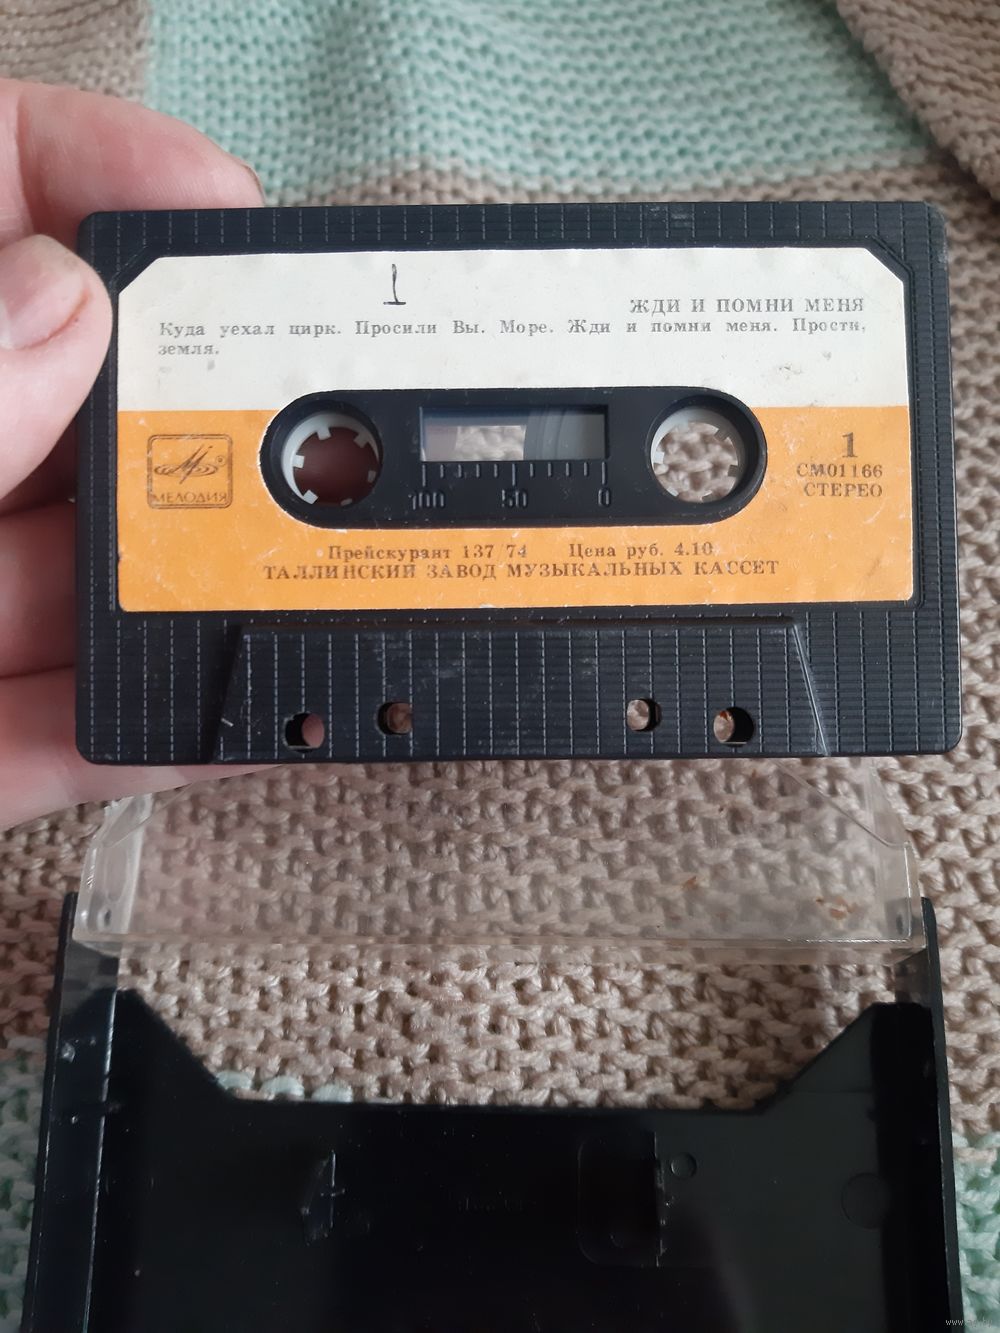 1
ЖДИ И ПОМНИ МЕНЯ
Куда уехал цирк. Просили Вы. Море. Жди и помни меня. Прости,
земля.
МЕЛОДИЯ
1
СМ01166
СТЕРЕО
100 50 0
Прейскурант 137/74 Цена руб. 4.10
ТАЛЛИНСКИЙ ЗАВОД МУЗЫКАЛЬНЫХ КАССЕТ